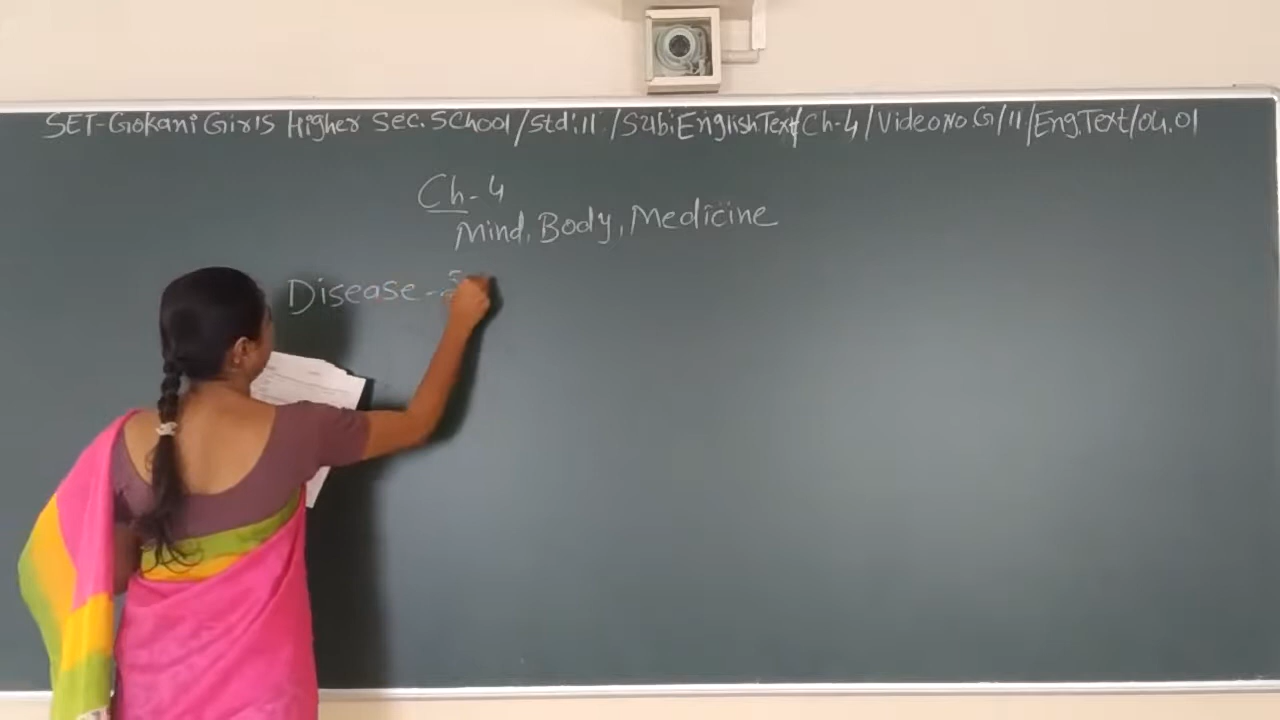 SET-Gokani Girls Higher Sec. School/Std:11/Sub:English Text/Ch-4/Video No.G/11/Eng.Text/04.01
Ch-4
Mind, Body, Medicine
Disease -